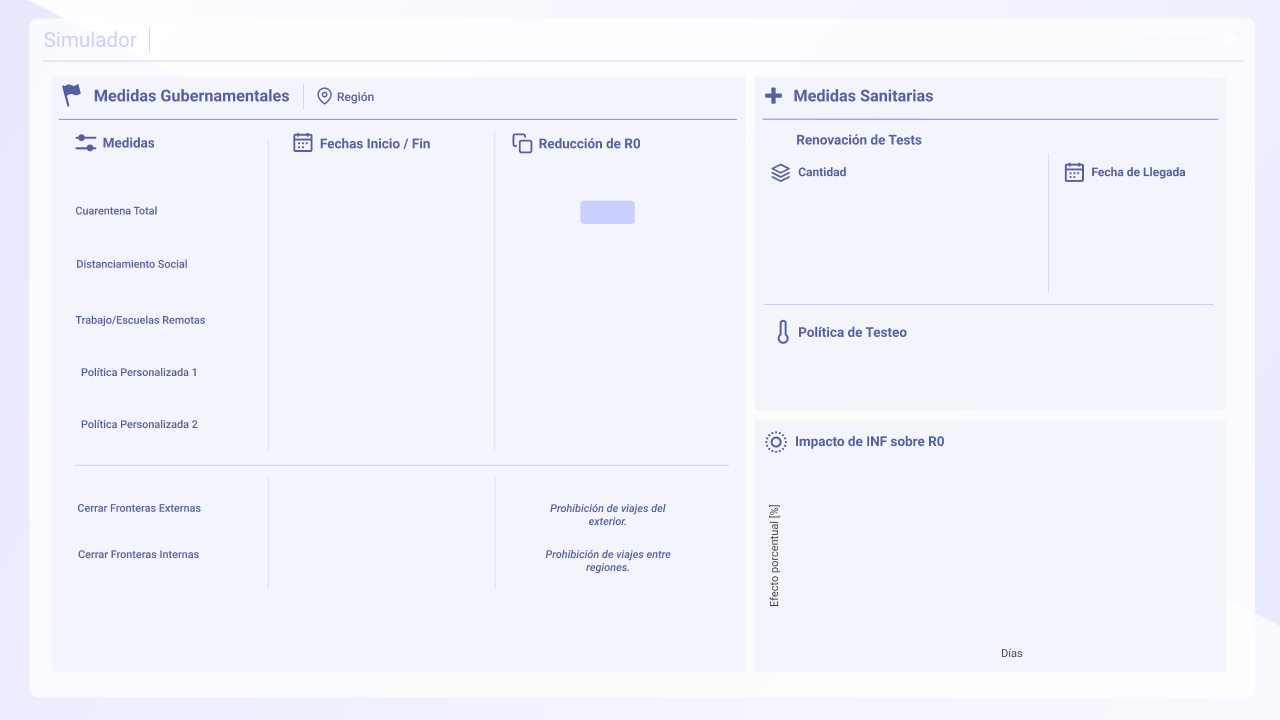 Simulador
Medidas Gubernamentales
Región
Medidas
Fechas Inicio / Fin
Reducción de R0
Cuarentena Total
Distanciamiento Social
Trabajo/Escuelas Remotas
Política Personalizada 1
Política Personalizada 2
Cerrar Fronteras Externas
Prohibición de viajes del
exterior.
Cerrar Fronteras Internas
Prohibición de viajes entre
regiones.
Medidas Sanitarias
Renovación de Tests
Cantidad
Fecha de Llegada
Política de Testeo
Impacto de INF sobre R0
Efecto porcentual [%]
Días